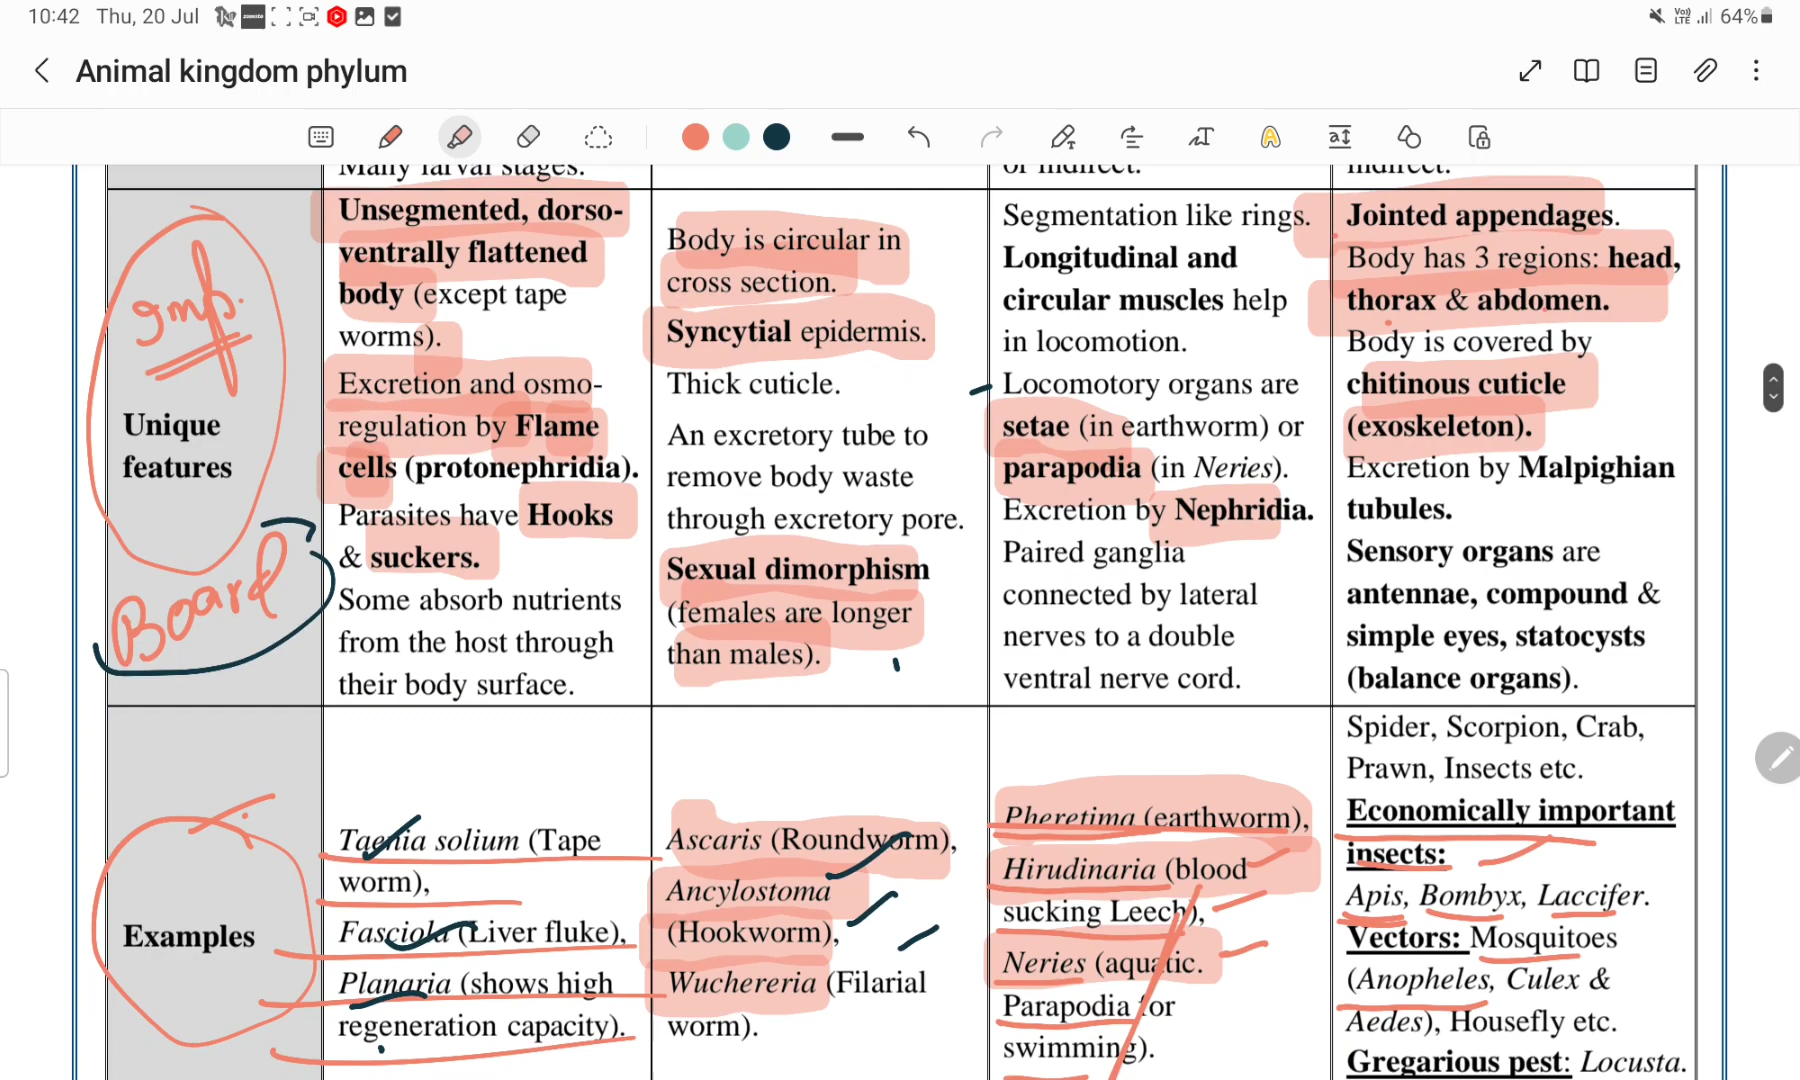 10:42 Thu, 20 Jul
64%
Animal kingdom phylum
Many larval stages.
or indirect.
indirect.
Imp.
Board
Unique
features
Unsegmented, dorso-
ventrally flattened
body (except tape
worms).
Excretion and osmo-
regulation by Flame
cells (protonephridia).
Parasites have Hooks
& suckers.
Some absorb nutrients
from the host through
their body surface.
Body is circular in
cross section.
Syncytial epidermis.
Thick cuticle.
An excretory tube to
remove body waste
through excretory pore.
Sexual dimorphism
(females are longer
than males).
Segmentation like rings.
Longitudinal and
circular muscles help
in locomotion.
Locomotory organs are
setae (in earthworm) or
parapodia (in Neries).
Excretion by Nephridia.
Paired ganglia
connected by lateral
nerves to a double
ventral nerve cord.
Jointed appendages.
Body has 3 regions: head,
thorax & abdomen.
Body is covered by
chitinous cuticle
(exoskeleton).
Excretion by Malpighian
tubules.
Sensory organs are
antennae, compound &
simple eyes, statocysts
(balance organs).
Examples
Taenia solium (Tape
worm),
Fasciola (Liver fluke),
Planaria (shows high
regeneration capacity).
Ascaris (Roundworm),
Ancylostoma
(Hookworm),
Wuchereria (Filarial
worm).
Pheretima (earthworm),
Hirudinaria (blood
sucking Leech),
Neries (aquatic.
Parapodia for
swimming).
Spider, Scorpion, Crab,
Prawn, Insects etc.
Economically important
insects:
Apis, Bombyx, Laccifer.
Vectors: Mosquitoes
(Anopheles, Culex &
Aedes), Housefly etc.
Gregarious pest: Locusta.